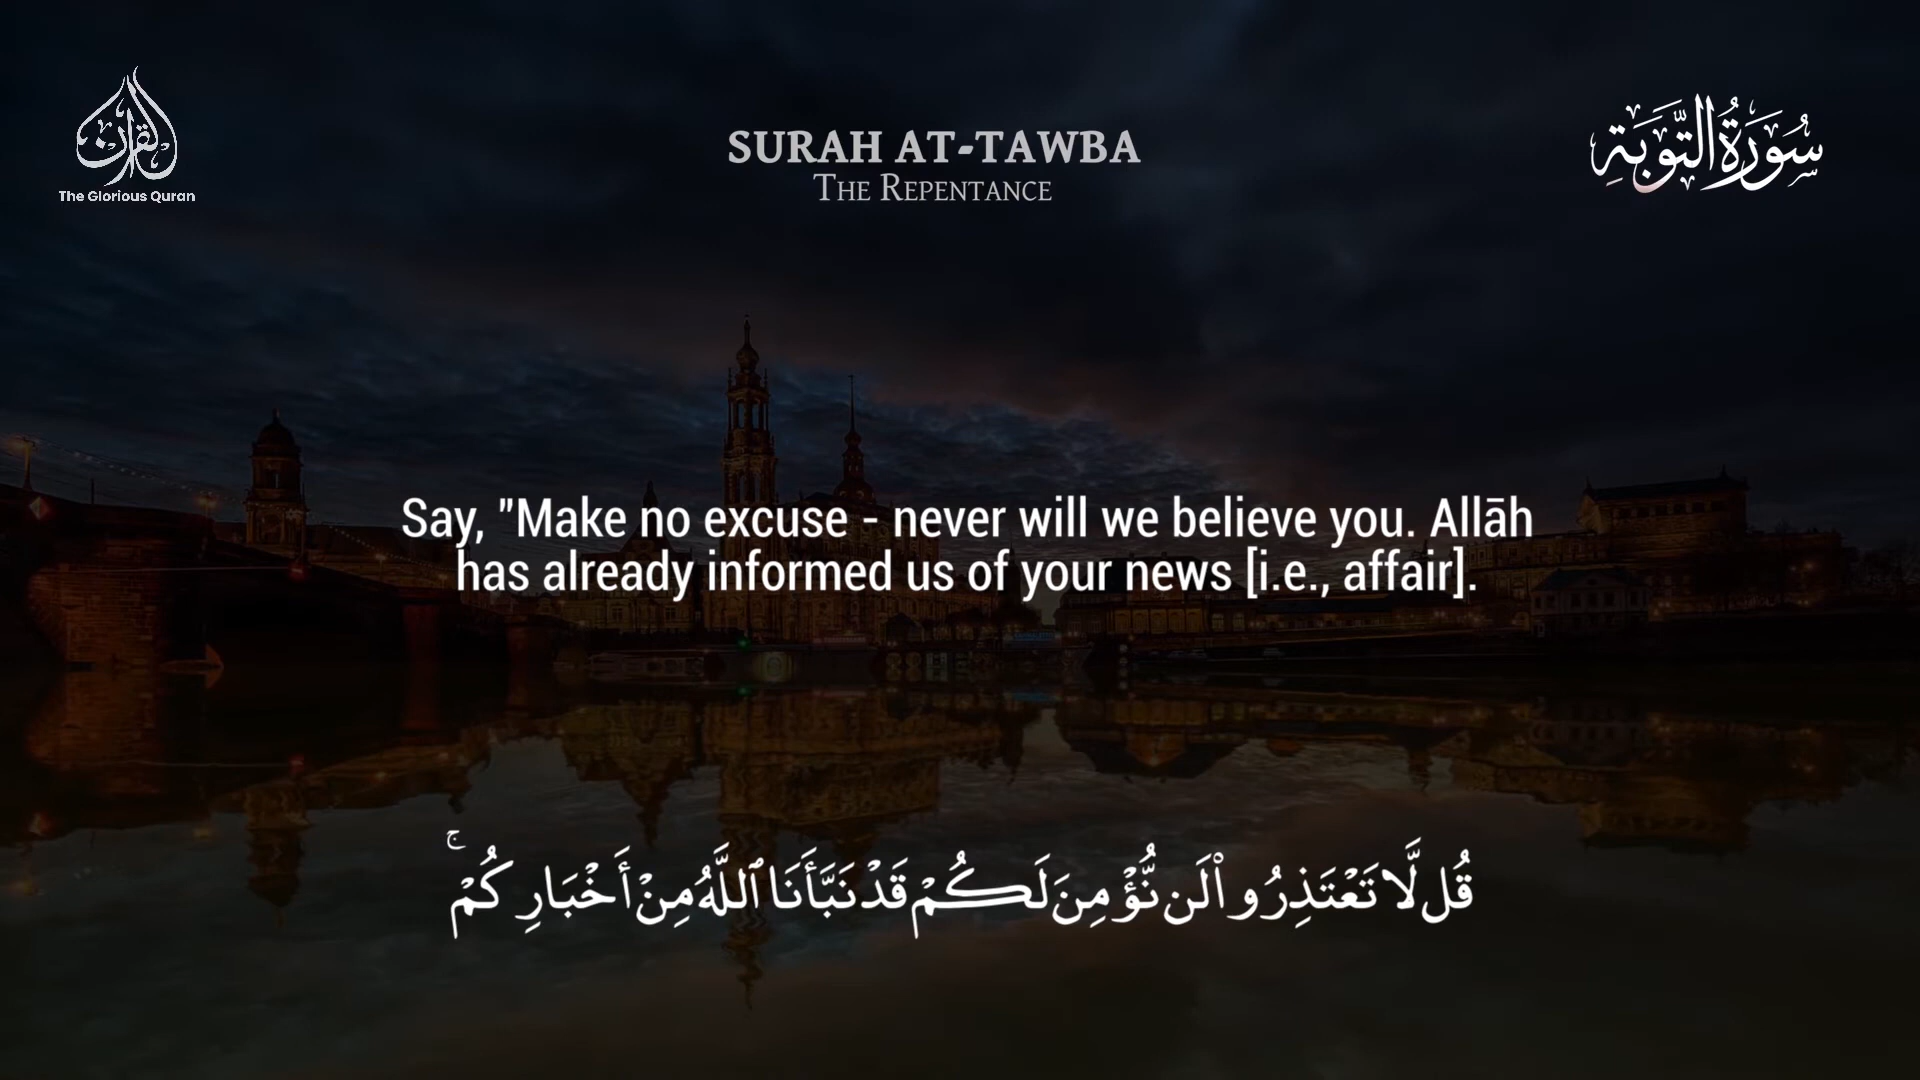 القرآن
The Glorious Quran
SURAH AT-TAWBA
THE REPENTANCE
سُورَةُ التَّوبَةِ
Say, "Make no excuse - never will we believe you. Allāh
has already informed us of your news [i.e., affair].
قُل لَّا تَعْتَذِرُوا۟ لَن نُّؤْمِنَ لَكُمْ قَدْ نَبَّأَنَا ٱللَّهُ مِنْ أَخْبَارِكُمْ ۚ